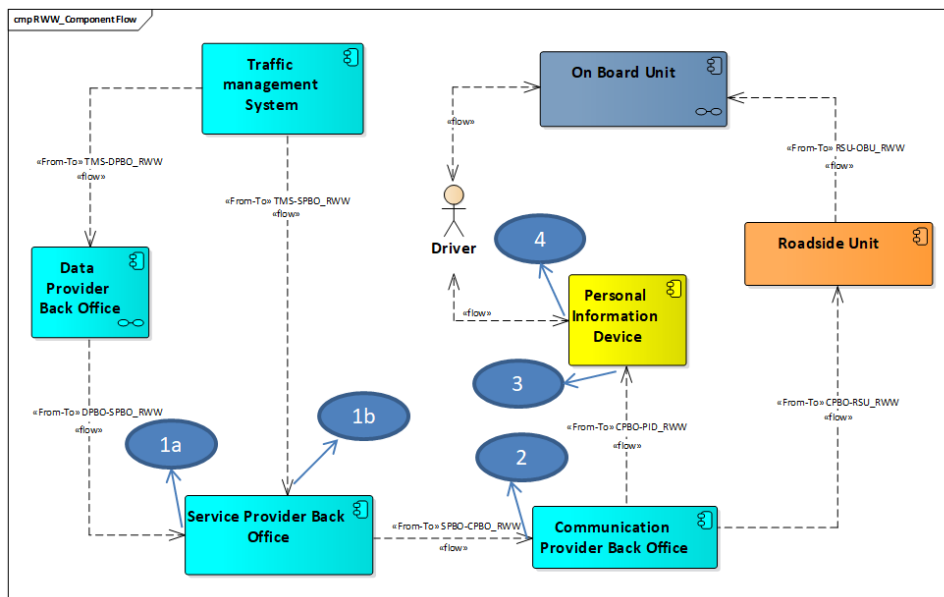 cmp RWW_Component Flow
Traffic
management
System
On Board Unit
«flow»
«From-To» TMS-DPBO_RWW
«flow»
«From-To» RSU-OBU_RWW
«flow»
«From-To» TMS-SPBO_RWW
«flow»
Driver
4
Roadside Unit
Data
Provider
Back Office
Personal
Information
Device
«flow»
3
«From-To» DPBO-SPBO_RWW
«flow»
1a
1b
«From-To» CPBO-PID_RWW
«flow»
«From-To» CPBO-RSU_RWW
«flow»
2
Service Provider Back
Office
«From-To» SPBO-CPBO_RWW
«flow»
Communication
Provider Back Office